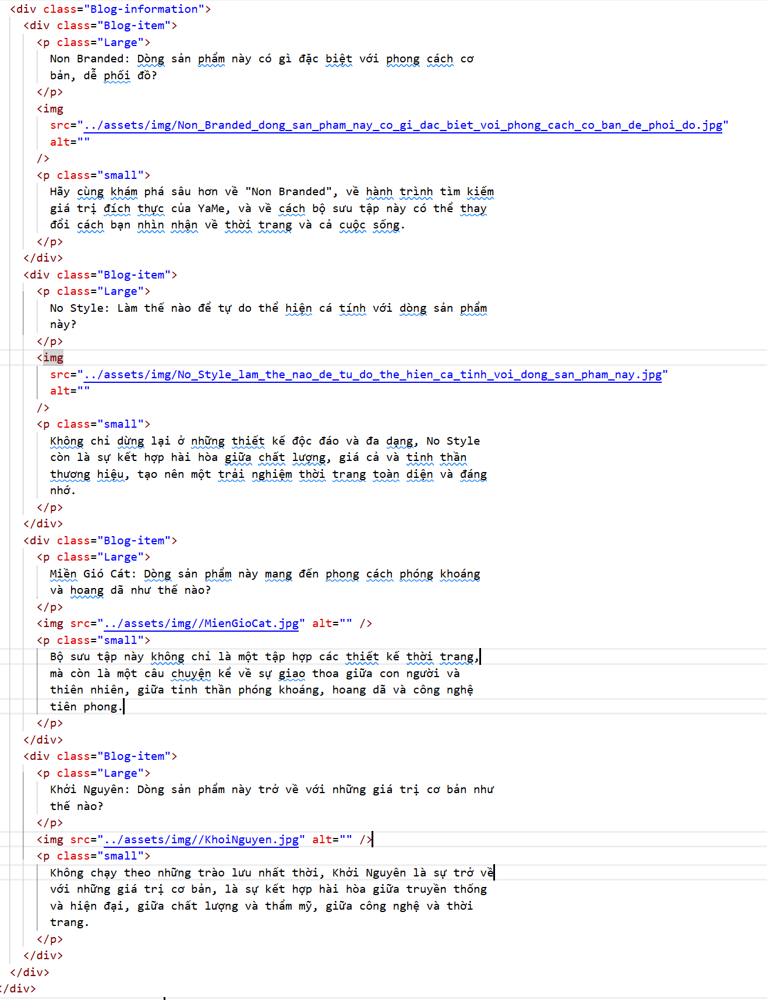 <div class="Blog-information">
<div class="Blog-item">
<p class="Large">
Non Branded: Dòng sản phẩm này có gì đặc biệt với phong cách cơ
bản, dễ phối đồ?
</p>
<img
src="../assets/img/Non_Branded_dong_san_pham_nay_co_gi_dac_biet_voi_phong_cach_co_ban_de_phoi_do.jpg"
alt=""
/>
<p class="small">
Hãy cùng khám phá sâu hơn về "Non Branded", về hành trình tìm kiếm
giá trị đích thực của YaMe, và về cách bộ sưu tập này có thể thay
đổi cách bạn nhìn nhận về thời trang và cả cuộc sống.
</p>
</div>
<div class="Blog-item">
<p class="Large">
No Style: Làm thế nào để tự do thể hiện cá tính với dòng sản phẩm
này?
</p>
<img
src="../assets/img/No_Style_lam_the_nao_de_tu_do_the_hien_ca_tinh_voi_dong_san_pham_nay.jpg"
alt=""
/>
<p class="small">
Không chỉ dừng lại ở những thiết kế độc đáo và đa dạng, No Style
còn là sự kết hợp hài hòa giữa chất lượng, giá cả và tinh thần
thương hiệu, tạo nên một trải nghiệm thời trang toàn diện và đáng
nhớ.
</p>
</div>
<div class="Blog-item">
<p class="Large">
Miền Gió Cát: Dòng sản phẩm này mang đến phong cách phóng khoáng
và hoang dã như thế nào?
</p>
<img src="../assets/img//MienGioCat.jpg" alt="" />
<p class="small">
Bộ sưu tập này không chỉ là một tập hợp các thiết kế thời trang,
mà còn là một câu chuyện kể về sự giao thoa giữa con người và
thiên nhiên, giữa tinh thần phóng khoáng, hoang dã và công nghệ
tiên phong.
</p>
</div>
<div class="Blog-item">
<p class="Large">
Khởi Nguyên: Dòng sản phẩm này trở về với những giá trị cơ bản như
thế nào?
</p>
<img src="../assets/img//KhoiNguyen.jpg" alt="" />
<p class="small">
Không chạy theo những trào lưu nhất thời, Khởi Nguyên là sự trở về
với những giá trị cơ bản, là sự kết hợp hài hòa giữa truyền thống
và hiện đại, giữa chất lượng và thẩm mỹ, giữa công nghệ và thời
trang.
</p>
</div>
</div>
</div>